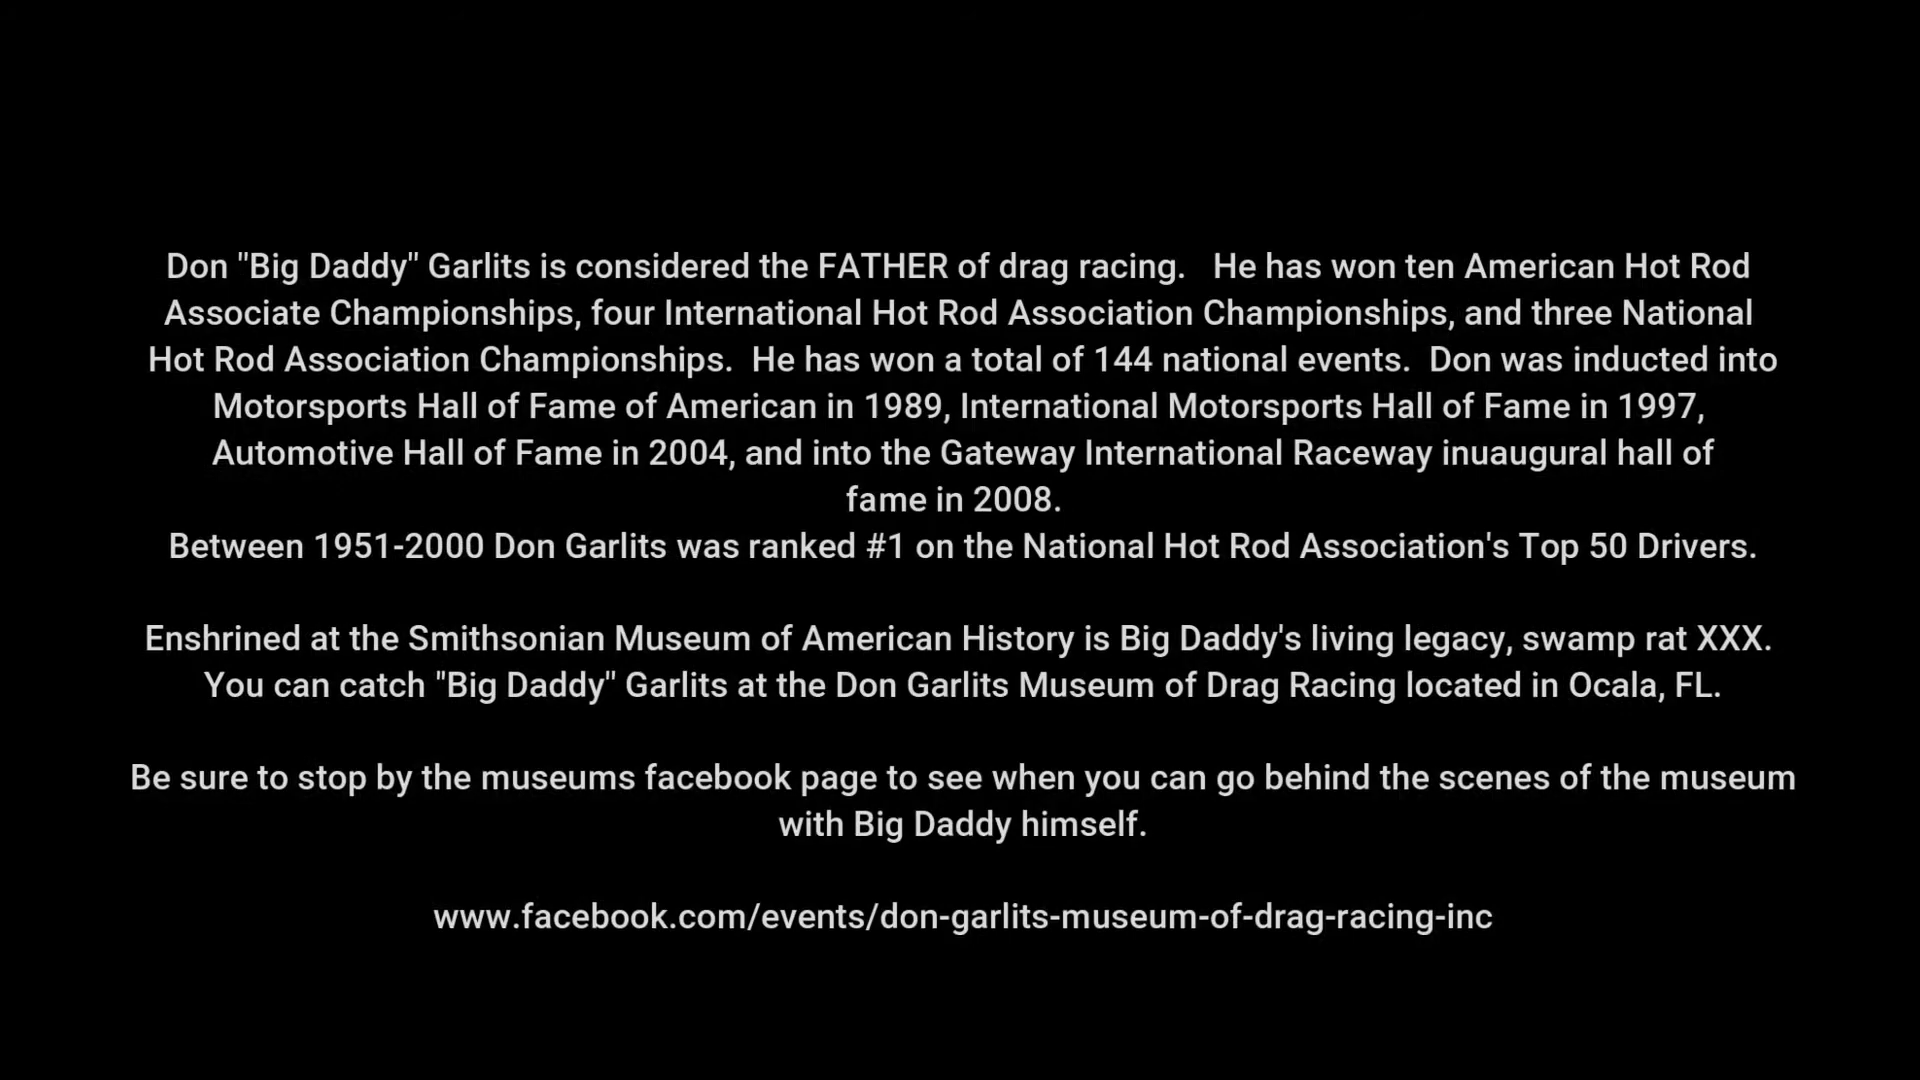 Don "Big Daddy" Garlits is considered the FATHER of drag racing.   He has won ten American Hot Rod
Associate Championships, four International Hot Rod Association Championships, and three National
Hot Rod Association Championships.  He has won a total of 144 national events.  Don was inducted into
Motorsports Hall of Fame of American in 1989, International Motorsports Hall of Fame in 1997,
Automotive Hall of Fame in 2004, and into the Gateway International Raceway inuaugural hall of
fame in 2008.
Between 1951-2000 Don Garlits was ranked #1 on the National Hot Rod Association's Top 50 Drivers.
Enshrined at the Smithsonian Museum of American History is Big Daddy's living legacy, swamp rat XXX.
You can catch "Big Daddy" Garlits at the Don Garlits Museum of Drag Racing located in Ocala, FL.
Be sure to stop by the museums facebook page to see when you can go behind the scenes of the museum
with Big Daddy himself.
www.facebook.com/events/don-garlits-museum-of-drag-racing-inc